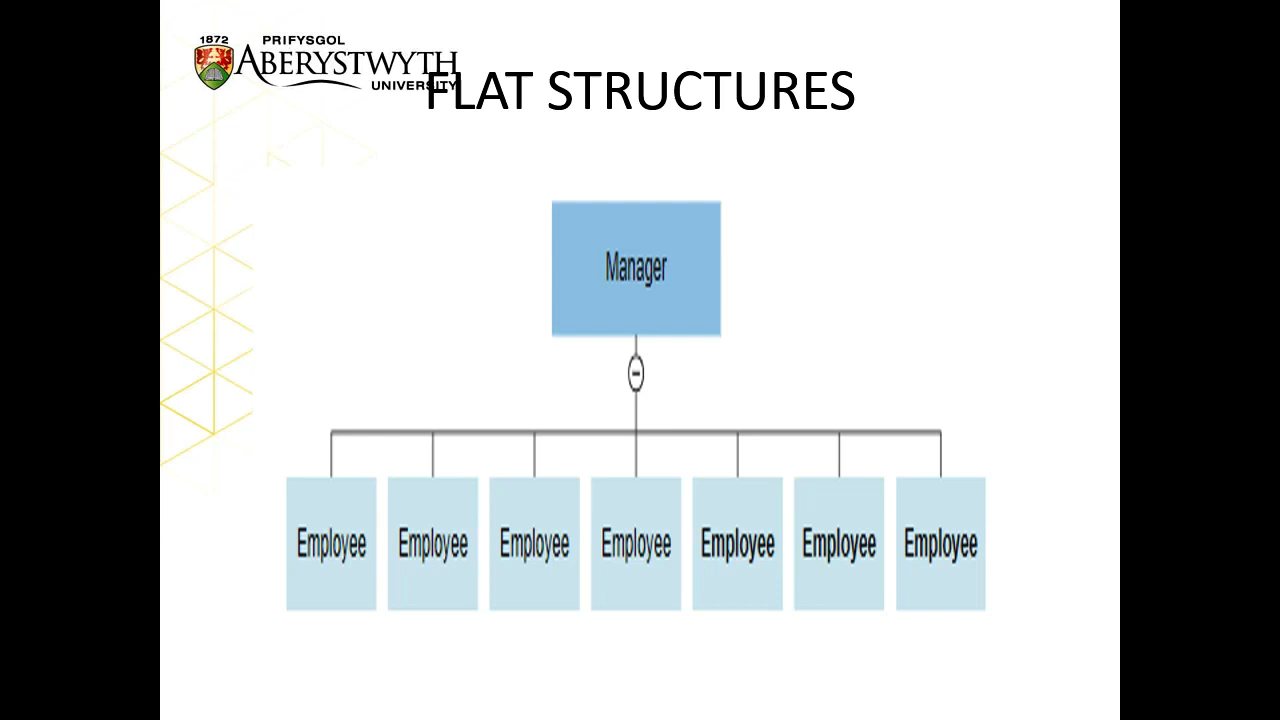 1872 PRIFYSGOL
ABERYSTWYTH
UNIVERSITY
FLAT STRUCTURES
Manager
Employee Employee Employee Employee Employee Employee Employee